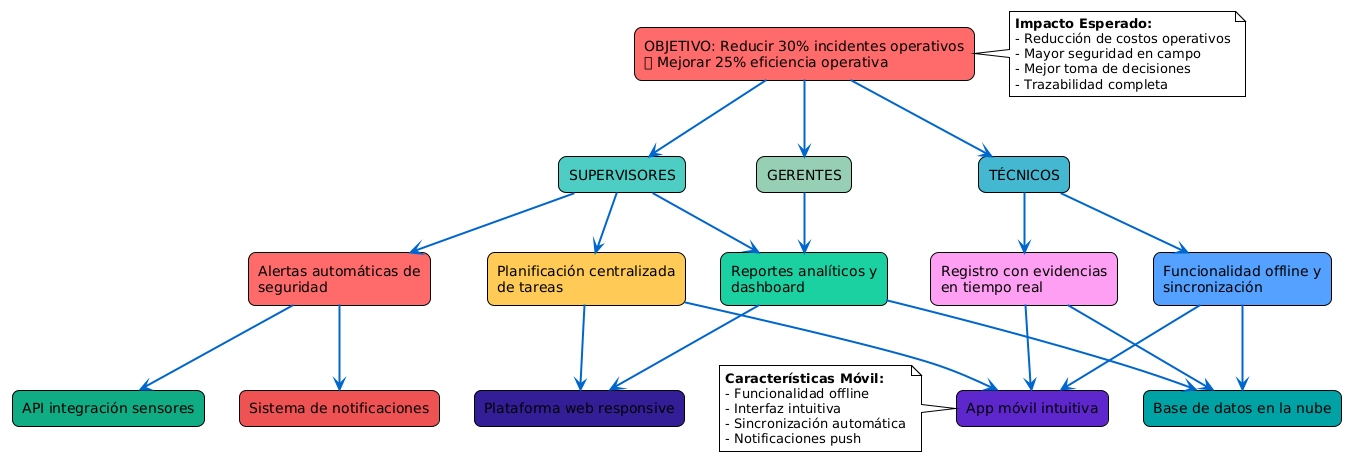 OBJETIVO: Reducir 30% incidentes operativos
Mejorar 25% eficiencia operativa
Impacto Esperado:
- Reducción de costos operativos
- Mayor seguridad en campo
- Mejor toma de decisiones
- Trazabilidad completa
SUPERVISORES
GERENTES
TÉCNICOS
Alertas automáticas de
seguridad
Planificación centralizada
de tareas
Reportes analíticos y
dashboard
Registro con evidencias
en tiempo real
Funcionalidad offline y
sincronización
API integración sensores
Sistema de notificaciones
Plataforma web responsive
Características Móvil:
- Funcionalidad offline
- Interfaz intuitiva
- Sincronización automática
- Notificaciones push
App móvil intuitiva
Base de datos en la nube